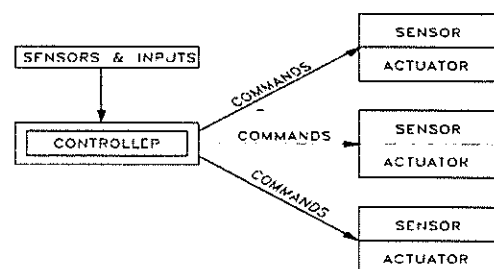 SENSOR
SENSORS & INPUTS
ACTUATOR
COMMANDS
SENSOR
COMMANDS
CONTROLLER
ACTUATOR
COMMANDS
SENSOR
ACTUATOR